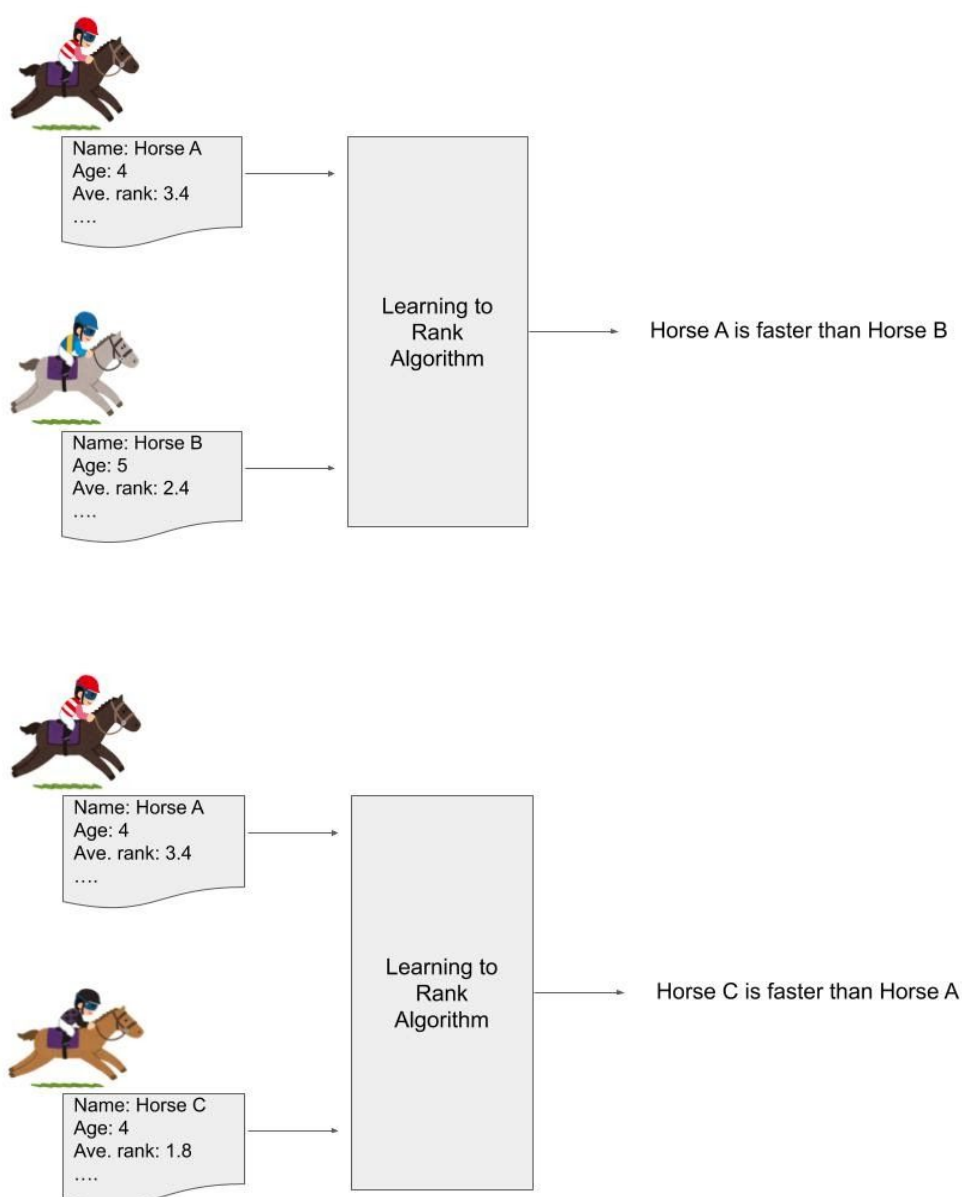 Name: Horse A
Age: 4
Ave. rank: 3.4
....
Learning to
Rank
Algorithm
Horse A is faster than Horse B
Name: Horse B
Age: 5
Ave. rank: 2.4
....
Name: Horse A
Age: 4
Ave. rank: 3.4
....
Learning to
Rank
Algorithm
Horse C is faster than Horse A
Name: Horse C
Age: 4
Ave. rank: 1.8
....